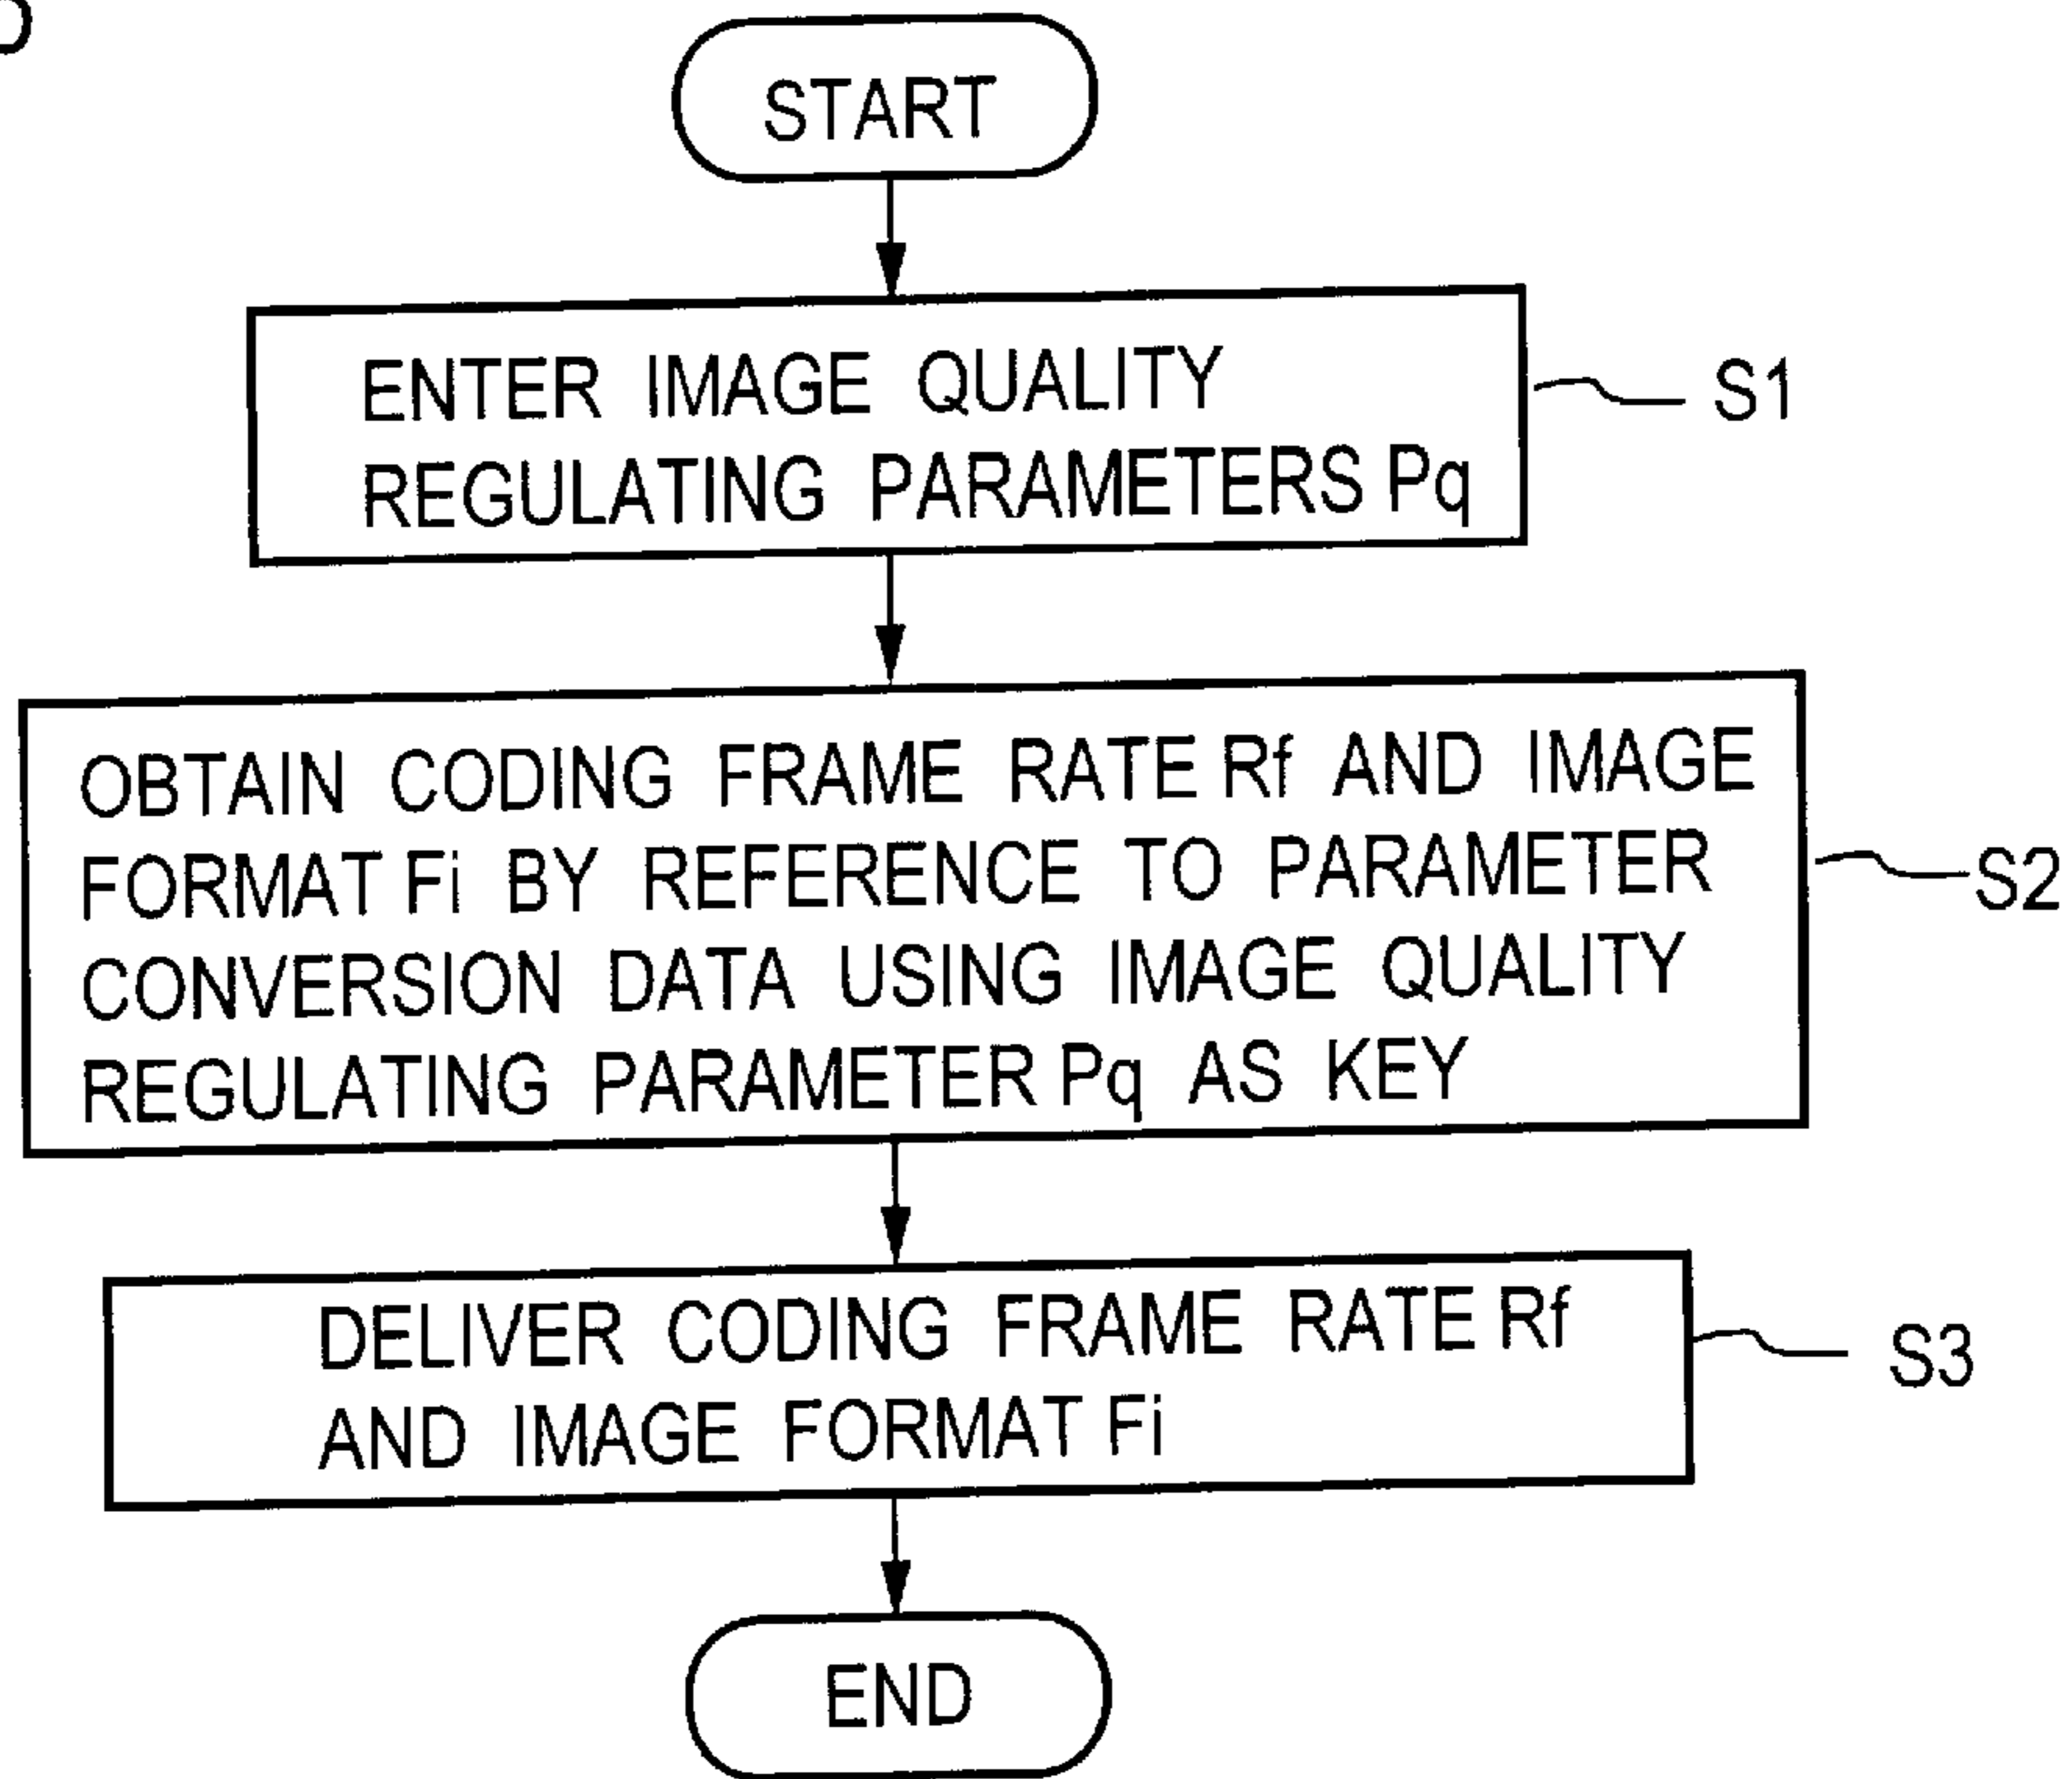 START
ENTER IMAGE QUALITY
REGULATING PARAMETERS Pq
S1
OBTAIN CODING FRAME RATE Rf AND IMAGE
FORMAT Fi BY REFERENCE TO PARAMETER
CONVERSION DATA USING IMAGE QUALITY
REGULATING PARAMETER Pq AS KEY
S2
DELIVER CODING FRAME RATE Rf
AND IMAGE FORMAT Fi
S3
END